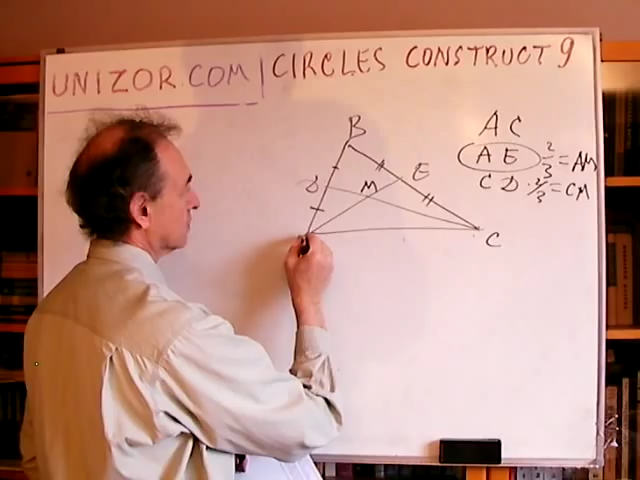 UNIZOR.COM | CIRCLES CONSTRUCT 9
B
A C
A E 2/3 = AM
C D · 2/3 = CM
D
M
E
C